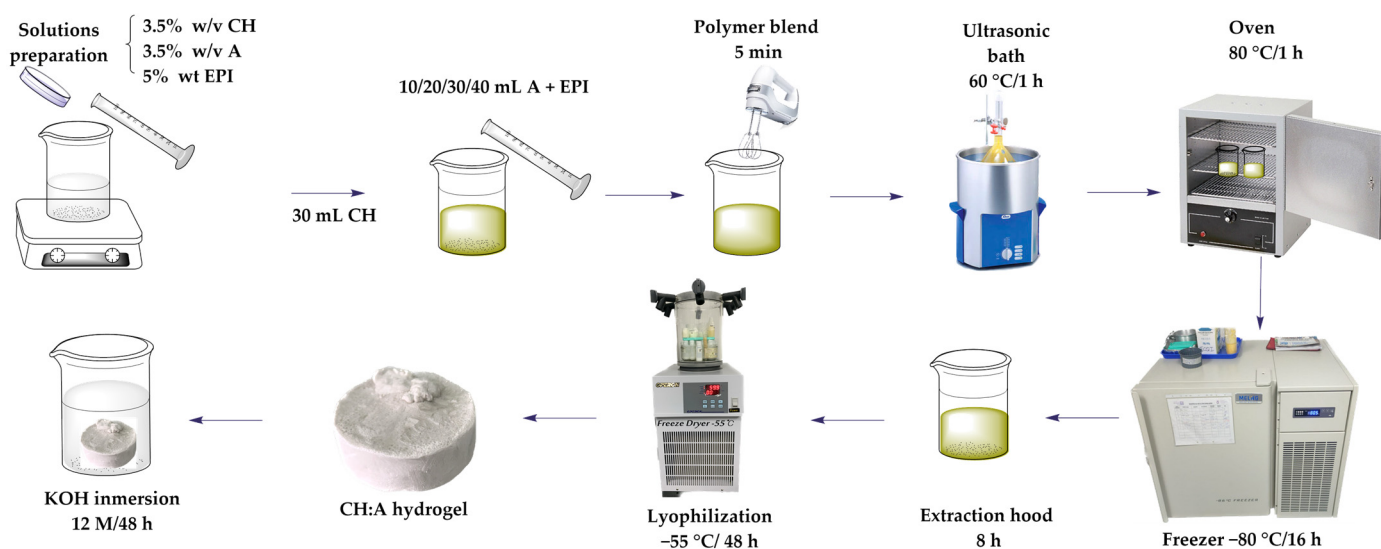 Solutions
preparation
3.5% w/v CH
3.5% w/v A
5% wt EPI
30 mL CH
10/20/30/40 mL A + EPI
Polymer blend
5 min
Ultrasonic
bath
60 °C/1 h
Oven
80 °C/1 h
Freezer −80 °C/16 h
Extraction hood
8 h
Freeze Dryer -55℃
Lyophilization
−55 °C/ 48 h
CH:A hydrogel
KOH inmersion
12 M/48 h